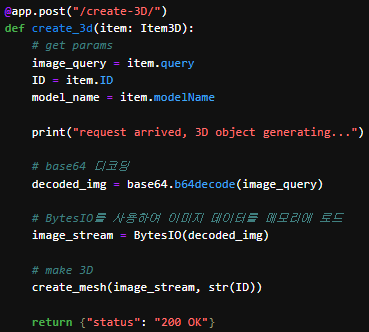 @app.post("/create-3D/")
def create_3d(item: Item3D):
    # get params
    image_query = item.query
    ID = item.ID
    model_name = item.modelName
    print("request arrived, 3D object generating...")
    # base64 디코딩
    decoded_img = base64.b64decode(image_query)
    # BytesIO를 사용하여 이미지 데이터를 메모리에 로드
    image_stream = BytesIO(decoded_img)
    # make 3D
    create_mesh(image_stream, str(ID))
    return {"status": "200 OK"}